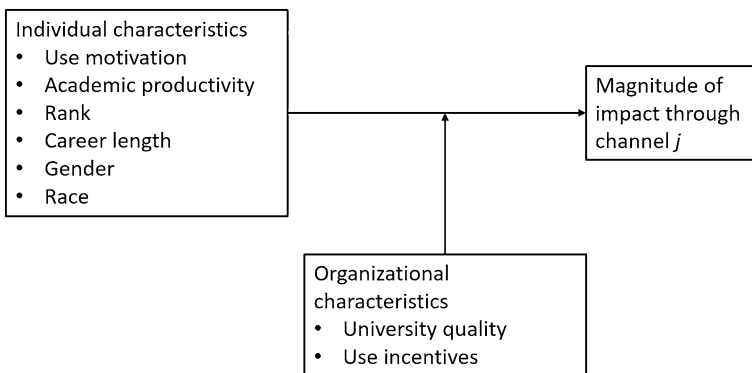 Individual characteristics
• Use motivation
• Academic productivity
• Rank
• Career length
• Gender
• Race
Magnitude of
impact through
channel j
Organizational
characteristics
• University quality
• Use incentives